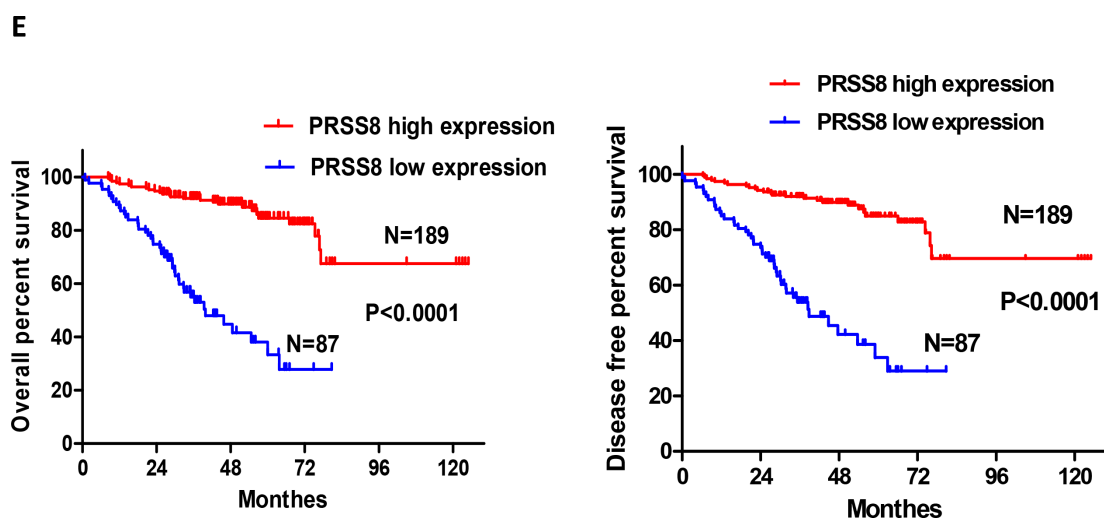 E
PRSS8 high expression
PRSS8 low expression
Overall percent survival
100
80
60
40
20
0
N=189
P<0.0001
N=87
0 24 48 72 96 120
Monthes
PRSS8 high expression
PRSS8 low expression
Disease free percent survival
100
80
60
40
20
0
N=189
P<0.0001
N=87
0 24 48 72 96 120
Monthes